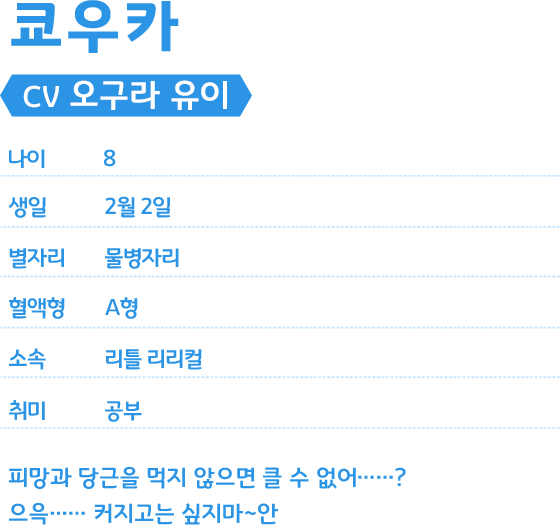 쿄우카
CV 오구라 유이
나이 8
생일 2월 2일
별자리 물병자리
혈액형 A형
소속 리틀 리리컬
취미 공부
피망과 당근을 먹지 않으면 클 수 없어……?
으윽…… 커지고는 싶지마~안